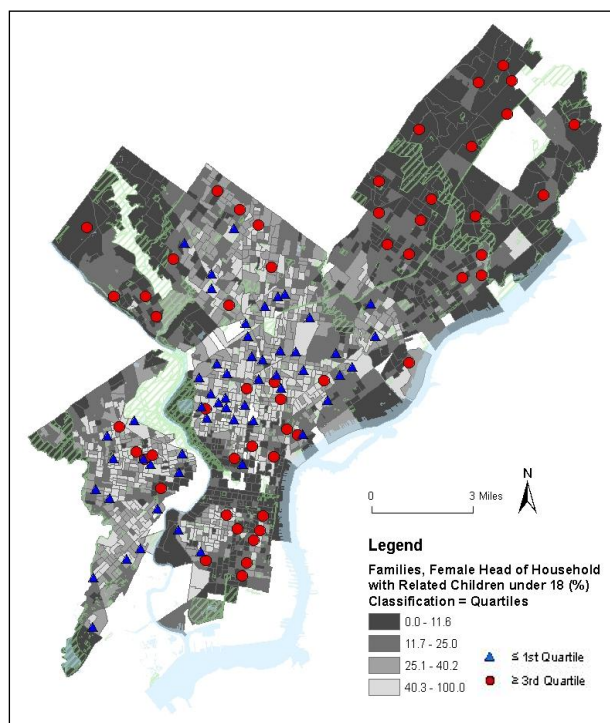 N
0 3 Miles
Legend
Families, Female Head of Household
with Related Children under 18 (%)
Classification = Quartiles
0.0 - 11.6
11.7 - 25.0
25.1 - 40.2
40.3 - 100.0
≤ 1st Quartile
≥ 3rd Quartile